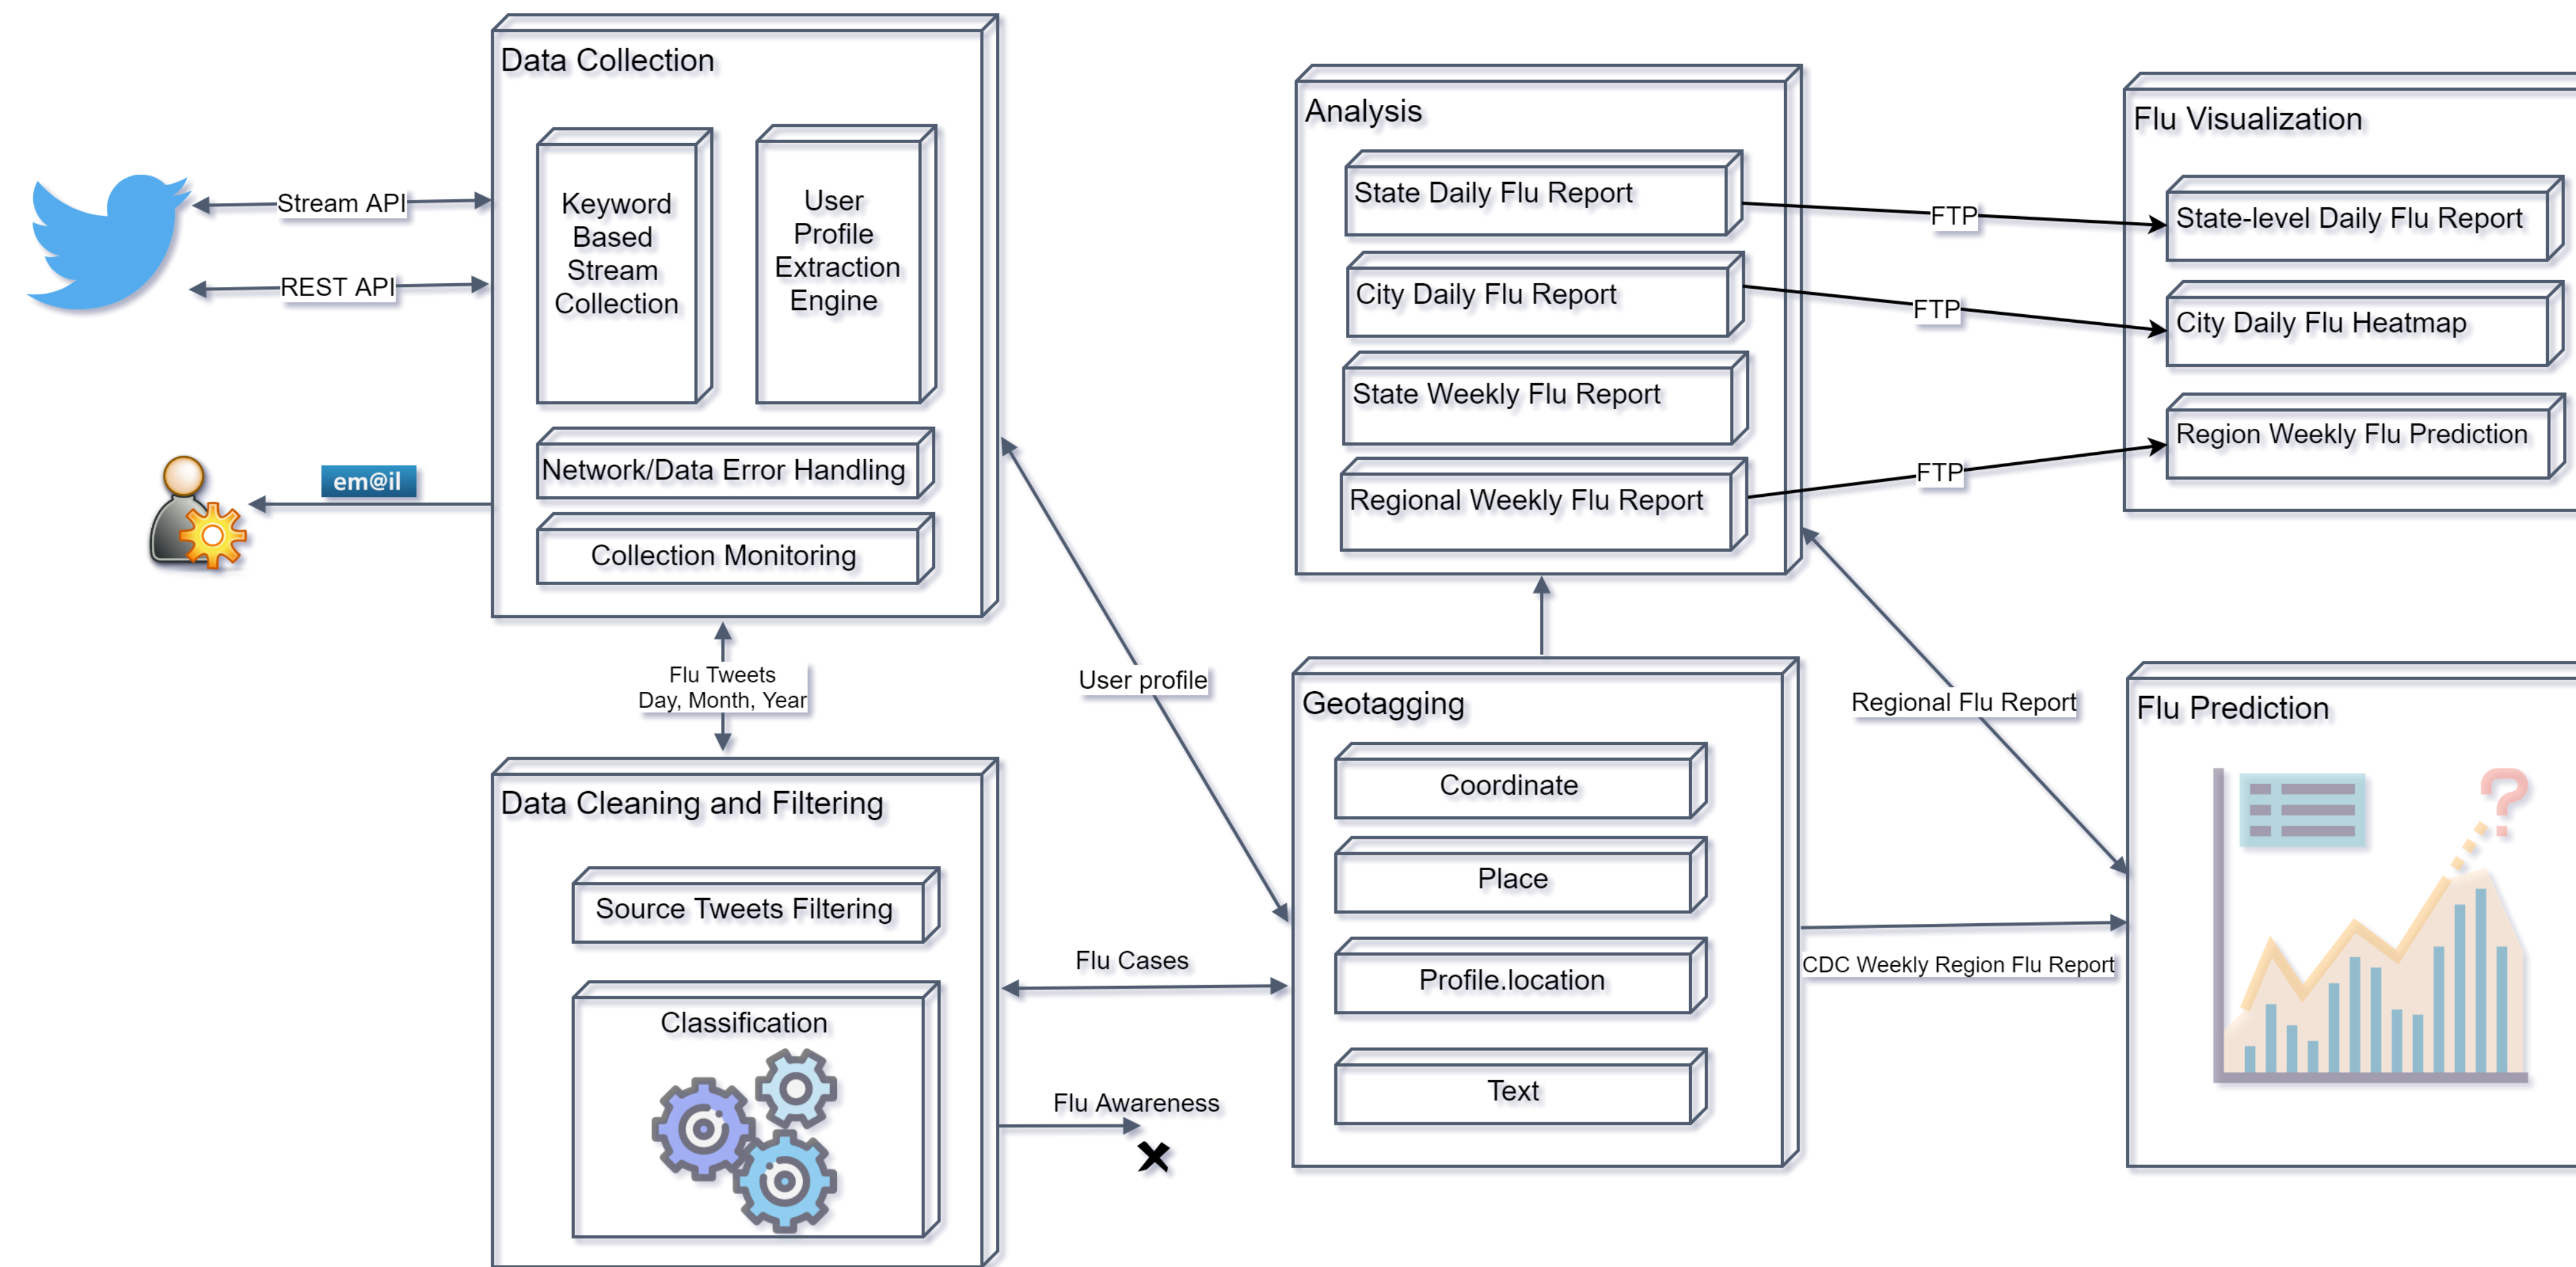 Data Collection
Keyword
Based
Stream
Collection
User
Profile
Extraction
Engine
Network/Data Error Handling
Collection Monitoring
Stream API
REST API
em@il
Flu Tweets
Day, Month, Year
User profile
Data Cleaning and Filtering
Source Tweets Filtering
Classification
Flu Cases
Flu Awareness
Analysis
State Daily Flu Report
City Daily Flu Report
State Weekly Flu Report
Regional Weekly Flu Report
FTP
FTP
FTP
Flu Visualization
State-level Daily Flu Report
City Daily Flu Heatmap
Region Weekly Flu Prediction
Geotagging
Coordinate
Place
Profile.location
Text
Regional Flu Report
CDC Weekly Region Flu Report
Flu Prediction
?